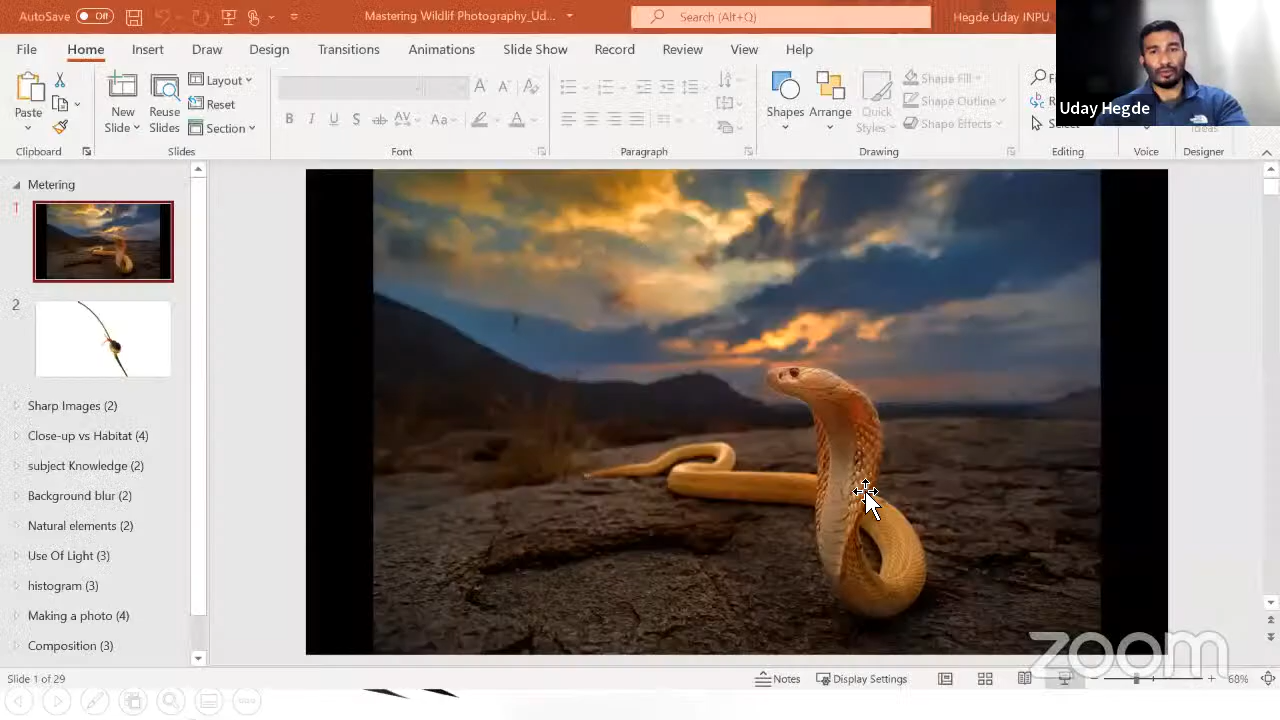 AutoSave Off Mastering Wildlif Photography_Ud... Search (Alt+Q) Hegde Uday INPU
File Home Insert Draw Design Transitions Animations Slide Show Record Review View Help
Paste
New Slide
Reuse Slides
Layout
Reset
Section
Shapes
Arrange
Quick Styles
Shape Fill
Shape Outline
Shape Effects
Select
Uday Hegde
Clipboard Slides Font Paragraph Drawing Editing Voice Designer
Metering
1
2
Sharp Images (2)
Close-up vs Habitat (4)
subject Knowledge (2)
Background blur (2)
Natural elements (2)
Use Of Light (3)
histogram (3)
Making a photo (4)
Composition (3)
zoom
Slide 1 of 29 Notes Display Settings 68%